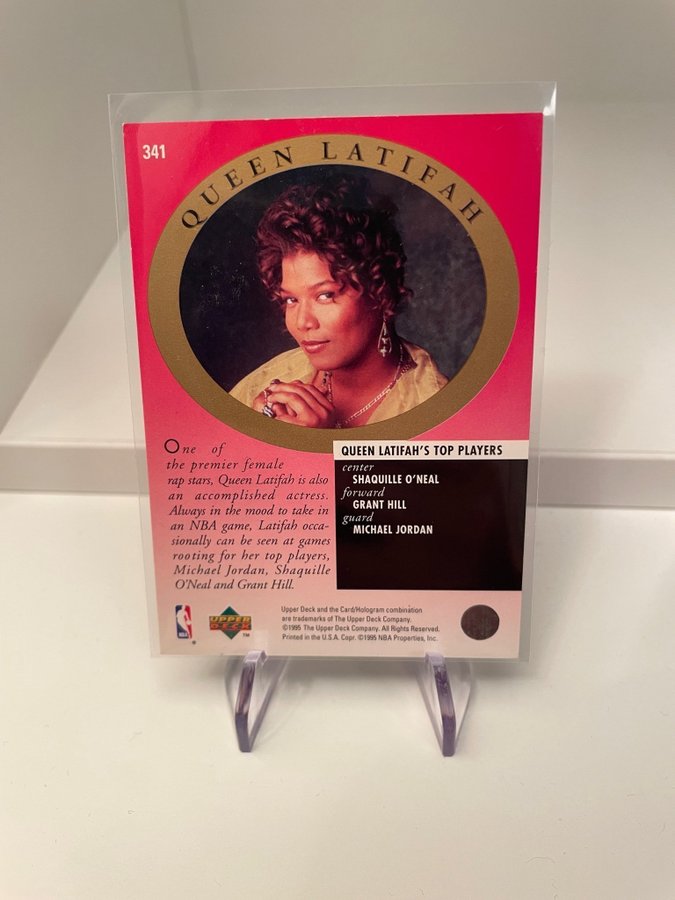 341
QUEEN LATIFAH
One of
the premier female
rap stars, Queen Latifah is also
an accomplished actress.
Always in the mood to take in
an NBA game, Latifah occa-
sionally can be seen at games
rooting for her top players,
Michael Jordan, Shaquille
O'Neal and Grant Hill.
QUEEN LATIFAH'S TOP PLAYERS
center
SHAQUILLE O'NEAL
forward
GRANT HILL
guard
MICHAEL JORDAN
NBA
®
UPPER
DECK
TM
Upper Deck and the Card/Hologram combination
are trademarks of The Upper Deck Company.
©1995 The Upper Deck Company. All Rights Reserved.
Printed in the U.S.A. Copr. ©1995 NBA Properties, Inc.